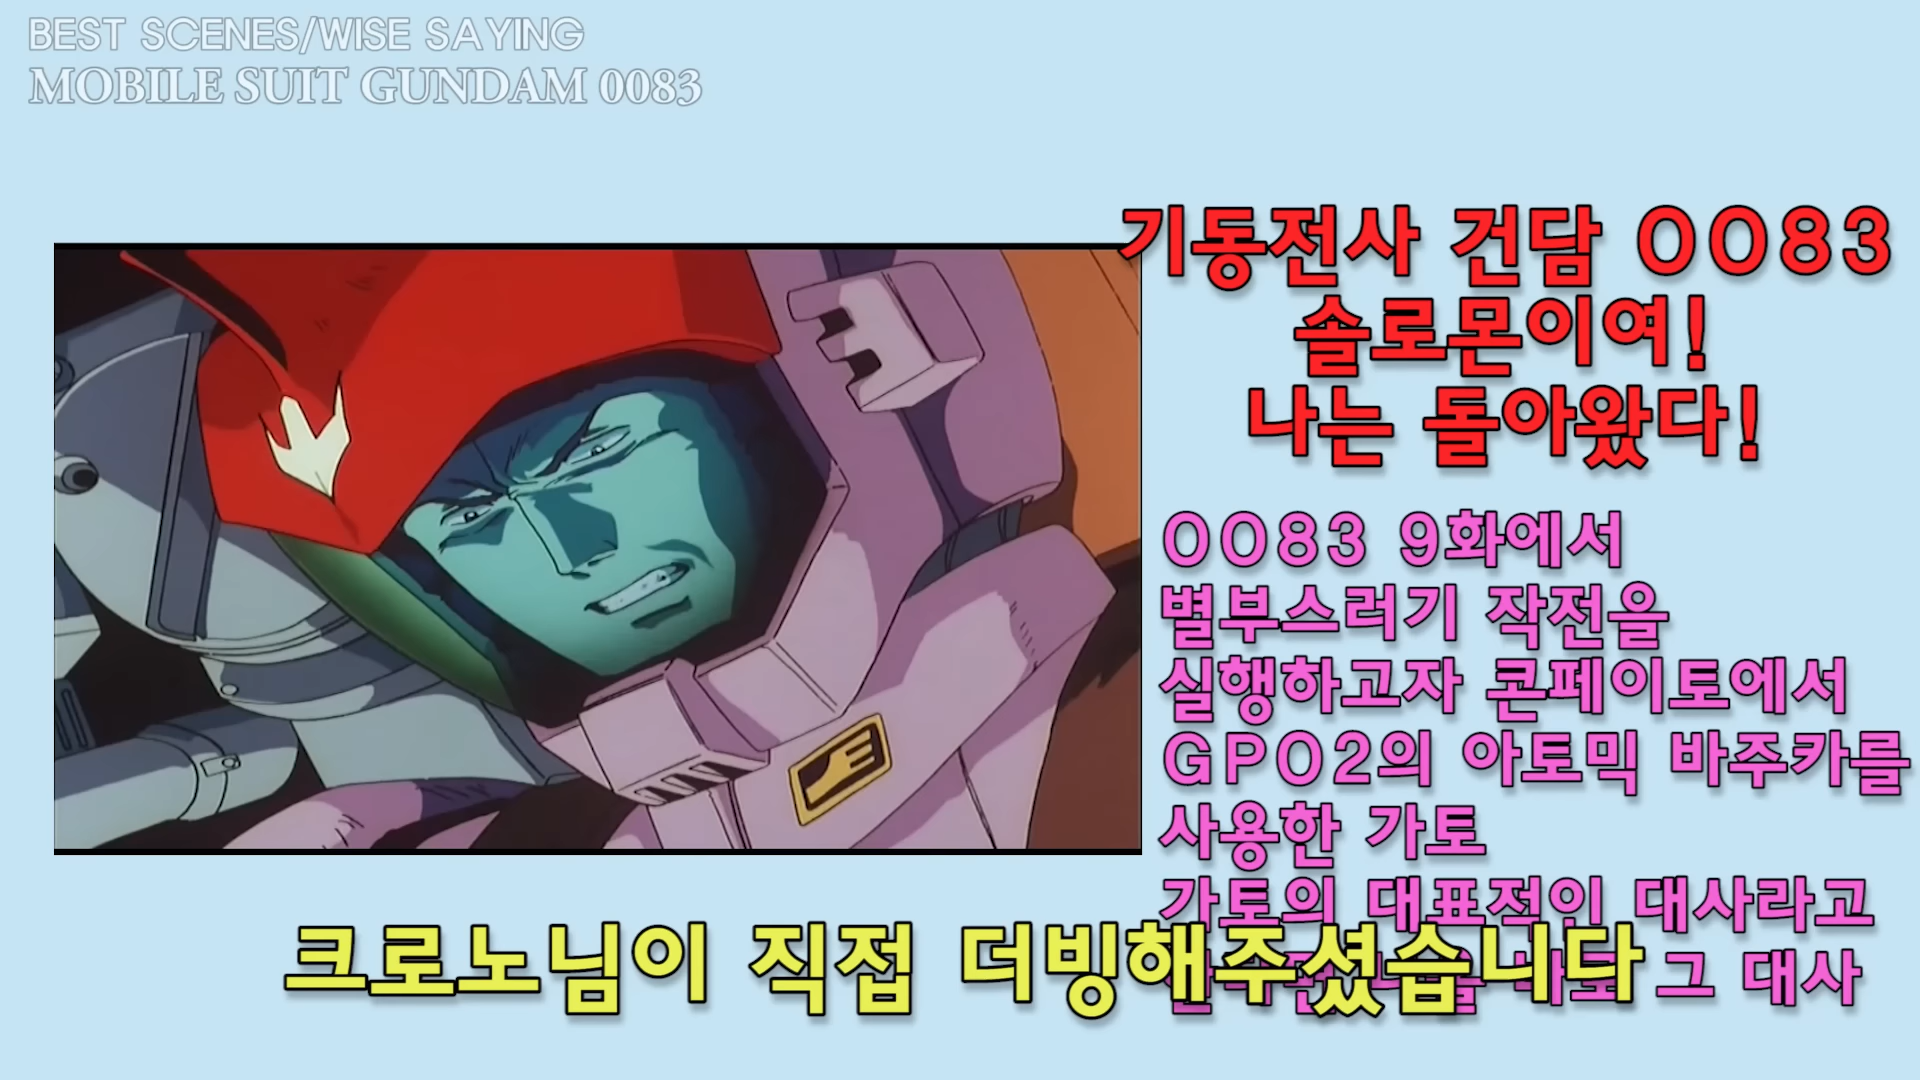 BEST SCENES/WISE SAYING
MOBILE SUIT GUNDAM 0083
기동전사 건담 0083
솔로몬이여!
나는 돌아왔다!
0083 9화에서
별부스러기 작전을
실행하고자 콘페이토에서
GP02의 아토믹 바주카를
사용한 가토
가토의 대표적인 대사라고
그 대사
크로노님이 직접 더빙해주셨습니다